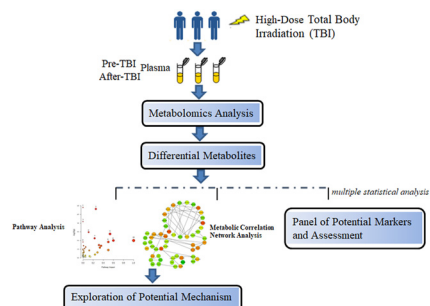 High-Dose Total Body
Irradiation (TBI)
Pre-TBI
After-TBI
Plasma
Metabolomics Analysis
Differential Metabolites
multiple statistical analysis
Pathway Analysis
Metabolic Correlation
Network Analysis
Panel of Potential Markers
and Assessment
Exploration of Potential Mechanism